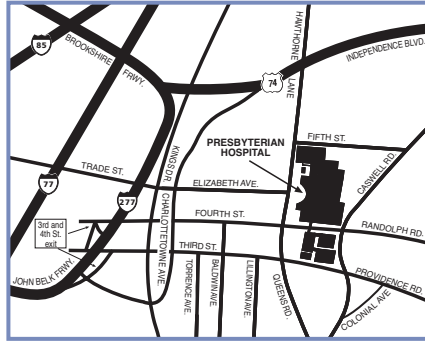 85
BROOKSHIRE FRWY.
HAWTHORNE LANE
INDEPENDENCE BLVD.
74
KINGS DR.
PRESBYTERIAN
HOSPITAL
FIFTH ST.
CASWELL RD.
TRADE ST.
ELIZABETH AVE.
77
277
CHARLOTTETOWNE AVE.
FOURTH ST.
RANDOLPH RD.
3rd and
4th St.
exit
THIRD ST.
PROVIDENCE RD.
JOHN BELK FRWY.
TORRENCE AVE.
BALDWIN AVE.
LILLINGTON AVE.
QUEENS RD.
COLONIAL AVE